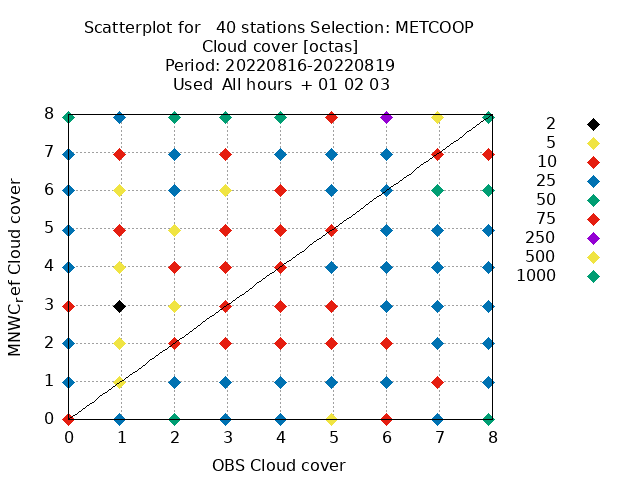 Scatterplot for 40 stations Selection: METCOOP
Cloud cover [octas]
Period: 20220816-20220819
Used All hours + 01 02 03
8
7
6
5
4
3
2
1
0
MNWC_ref Cloud cover
0 1 2 3 4 5 6 7 8
OBS Cloud cover
2
5
10
25
50
75
250
500
1000